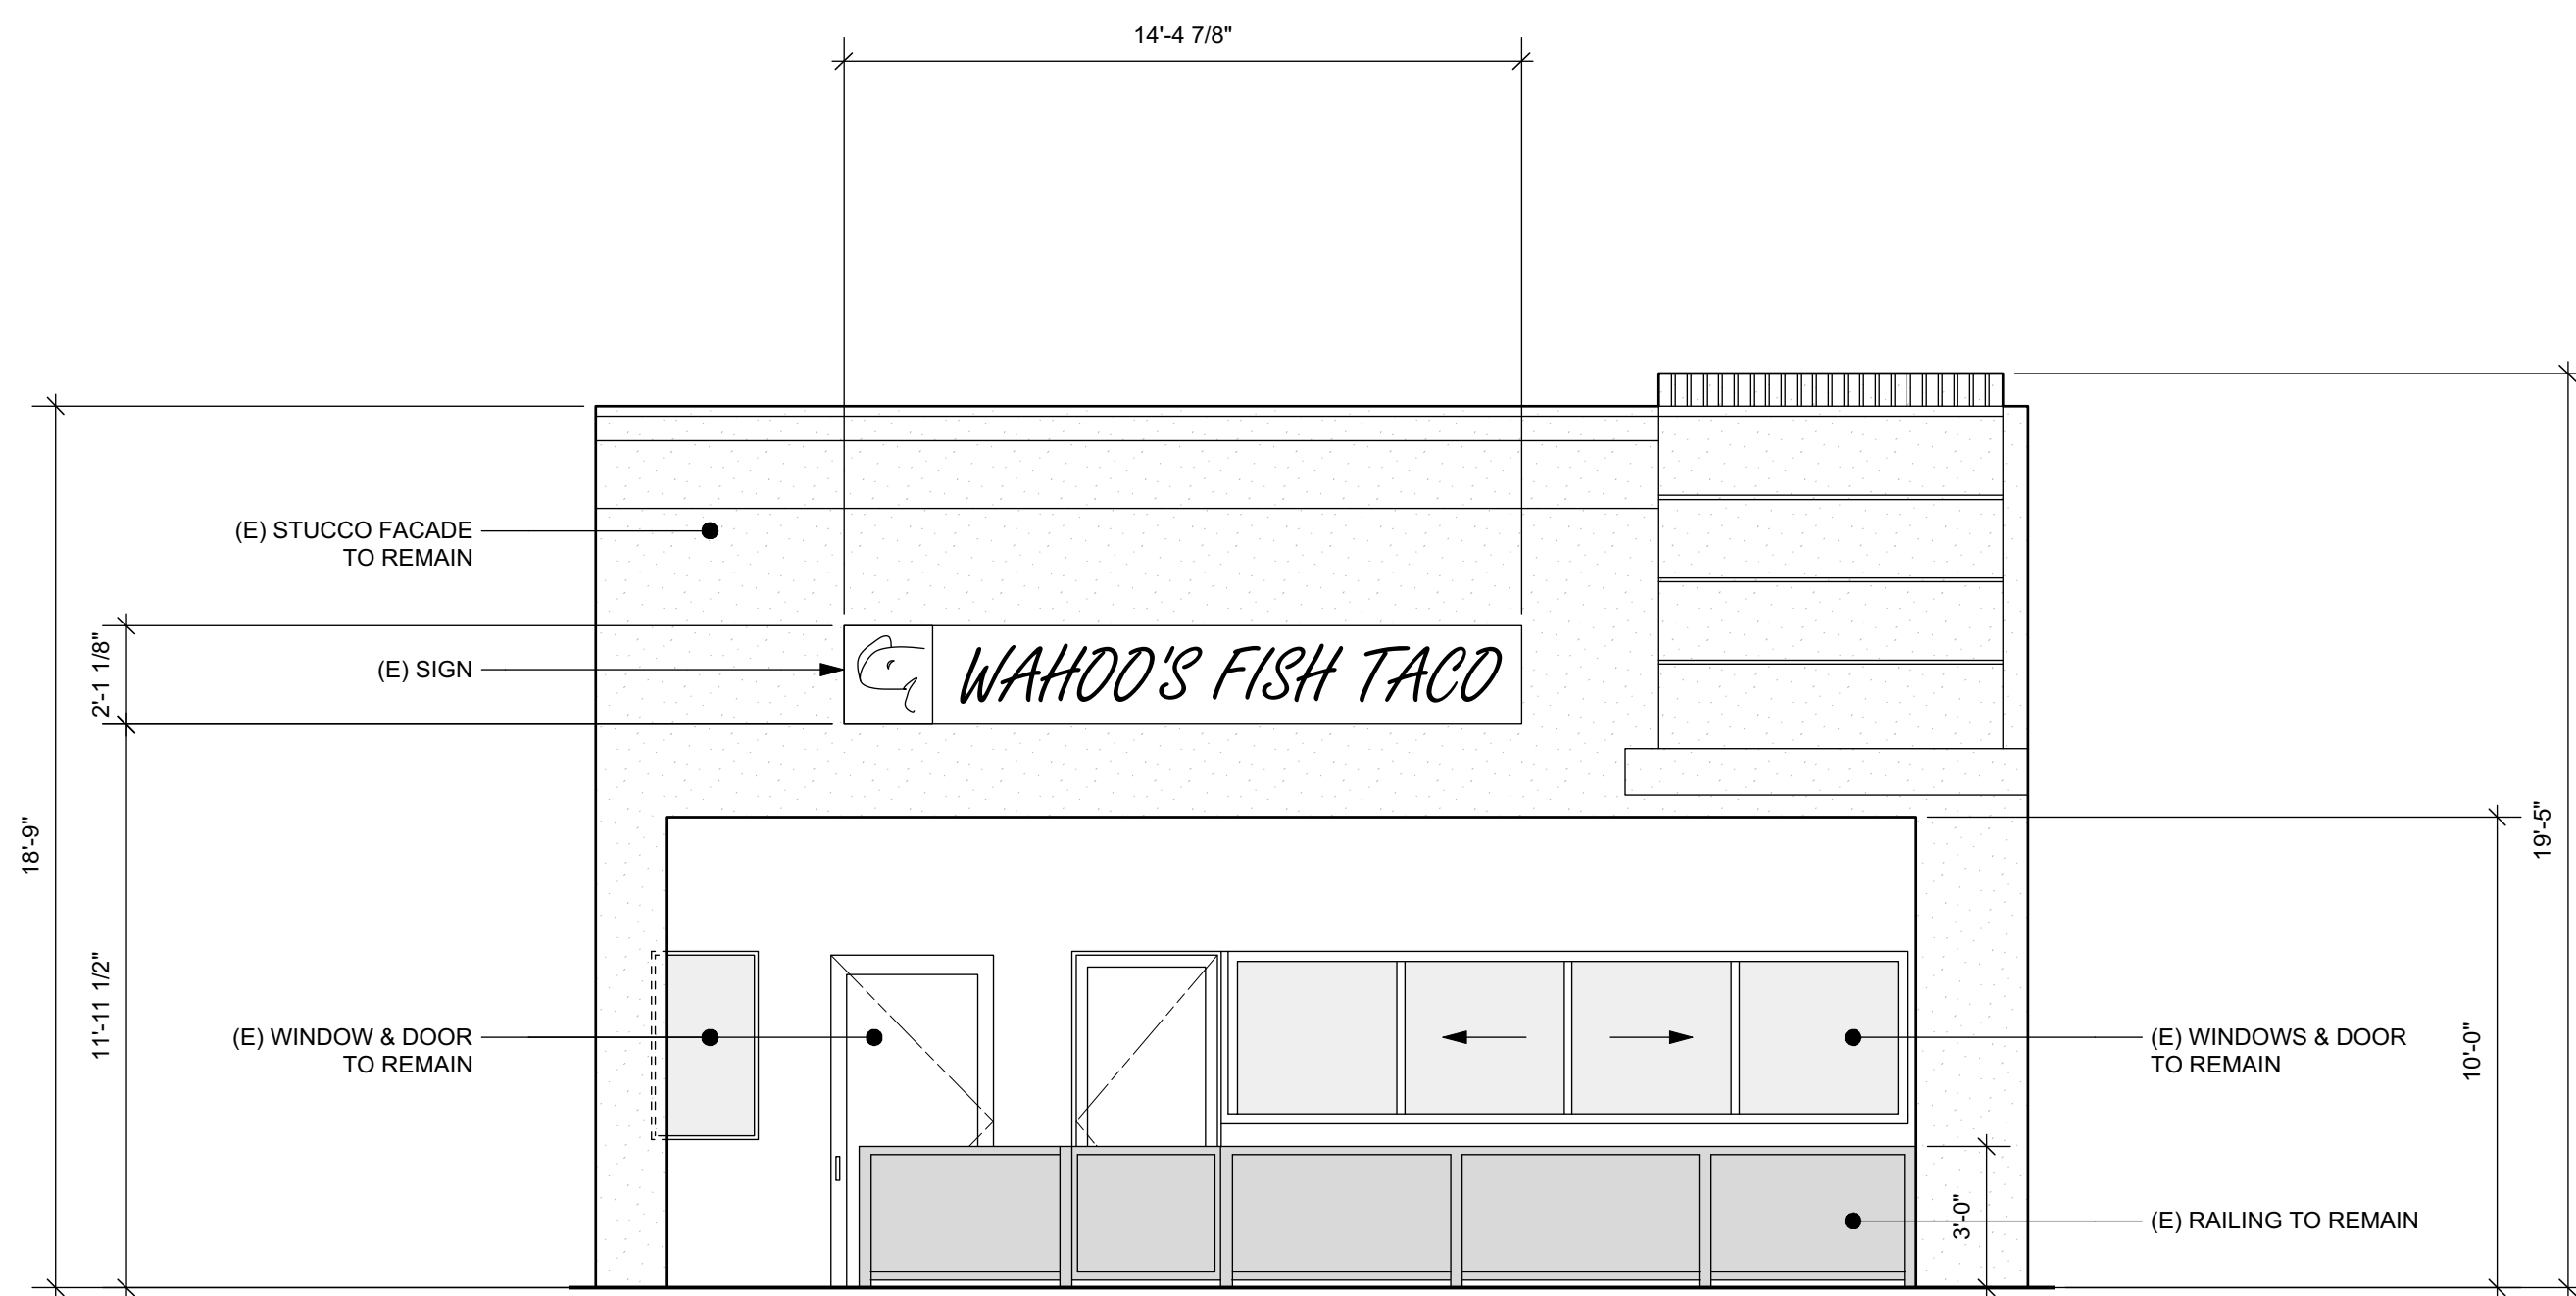 14'-4 7/8"
(E) STUCCO FACADE
TO REMAIN
2'-1 1/8"
(E) SIGN
WAHOO'S FISH TACO
18'-9"
19'-5"
11'-11 1/2"
(E) WINDOW & DOOR
TO REMAIN
(E) WINDOWS & DOOR
TO REMAIN
10'-0"
3'-0"
(E) RAILING TO REMAIN